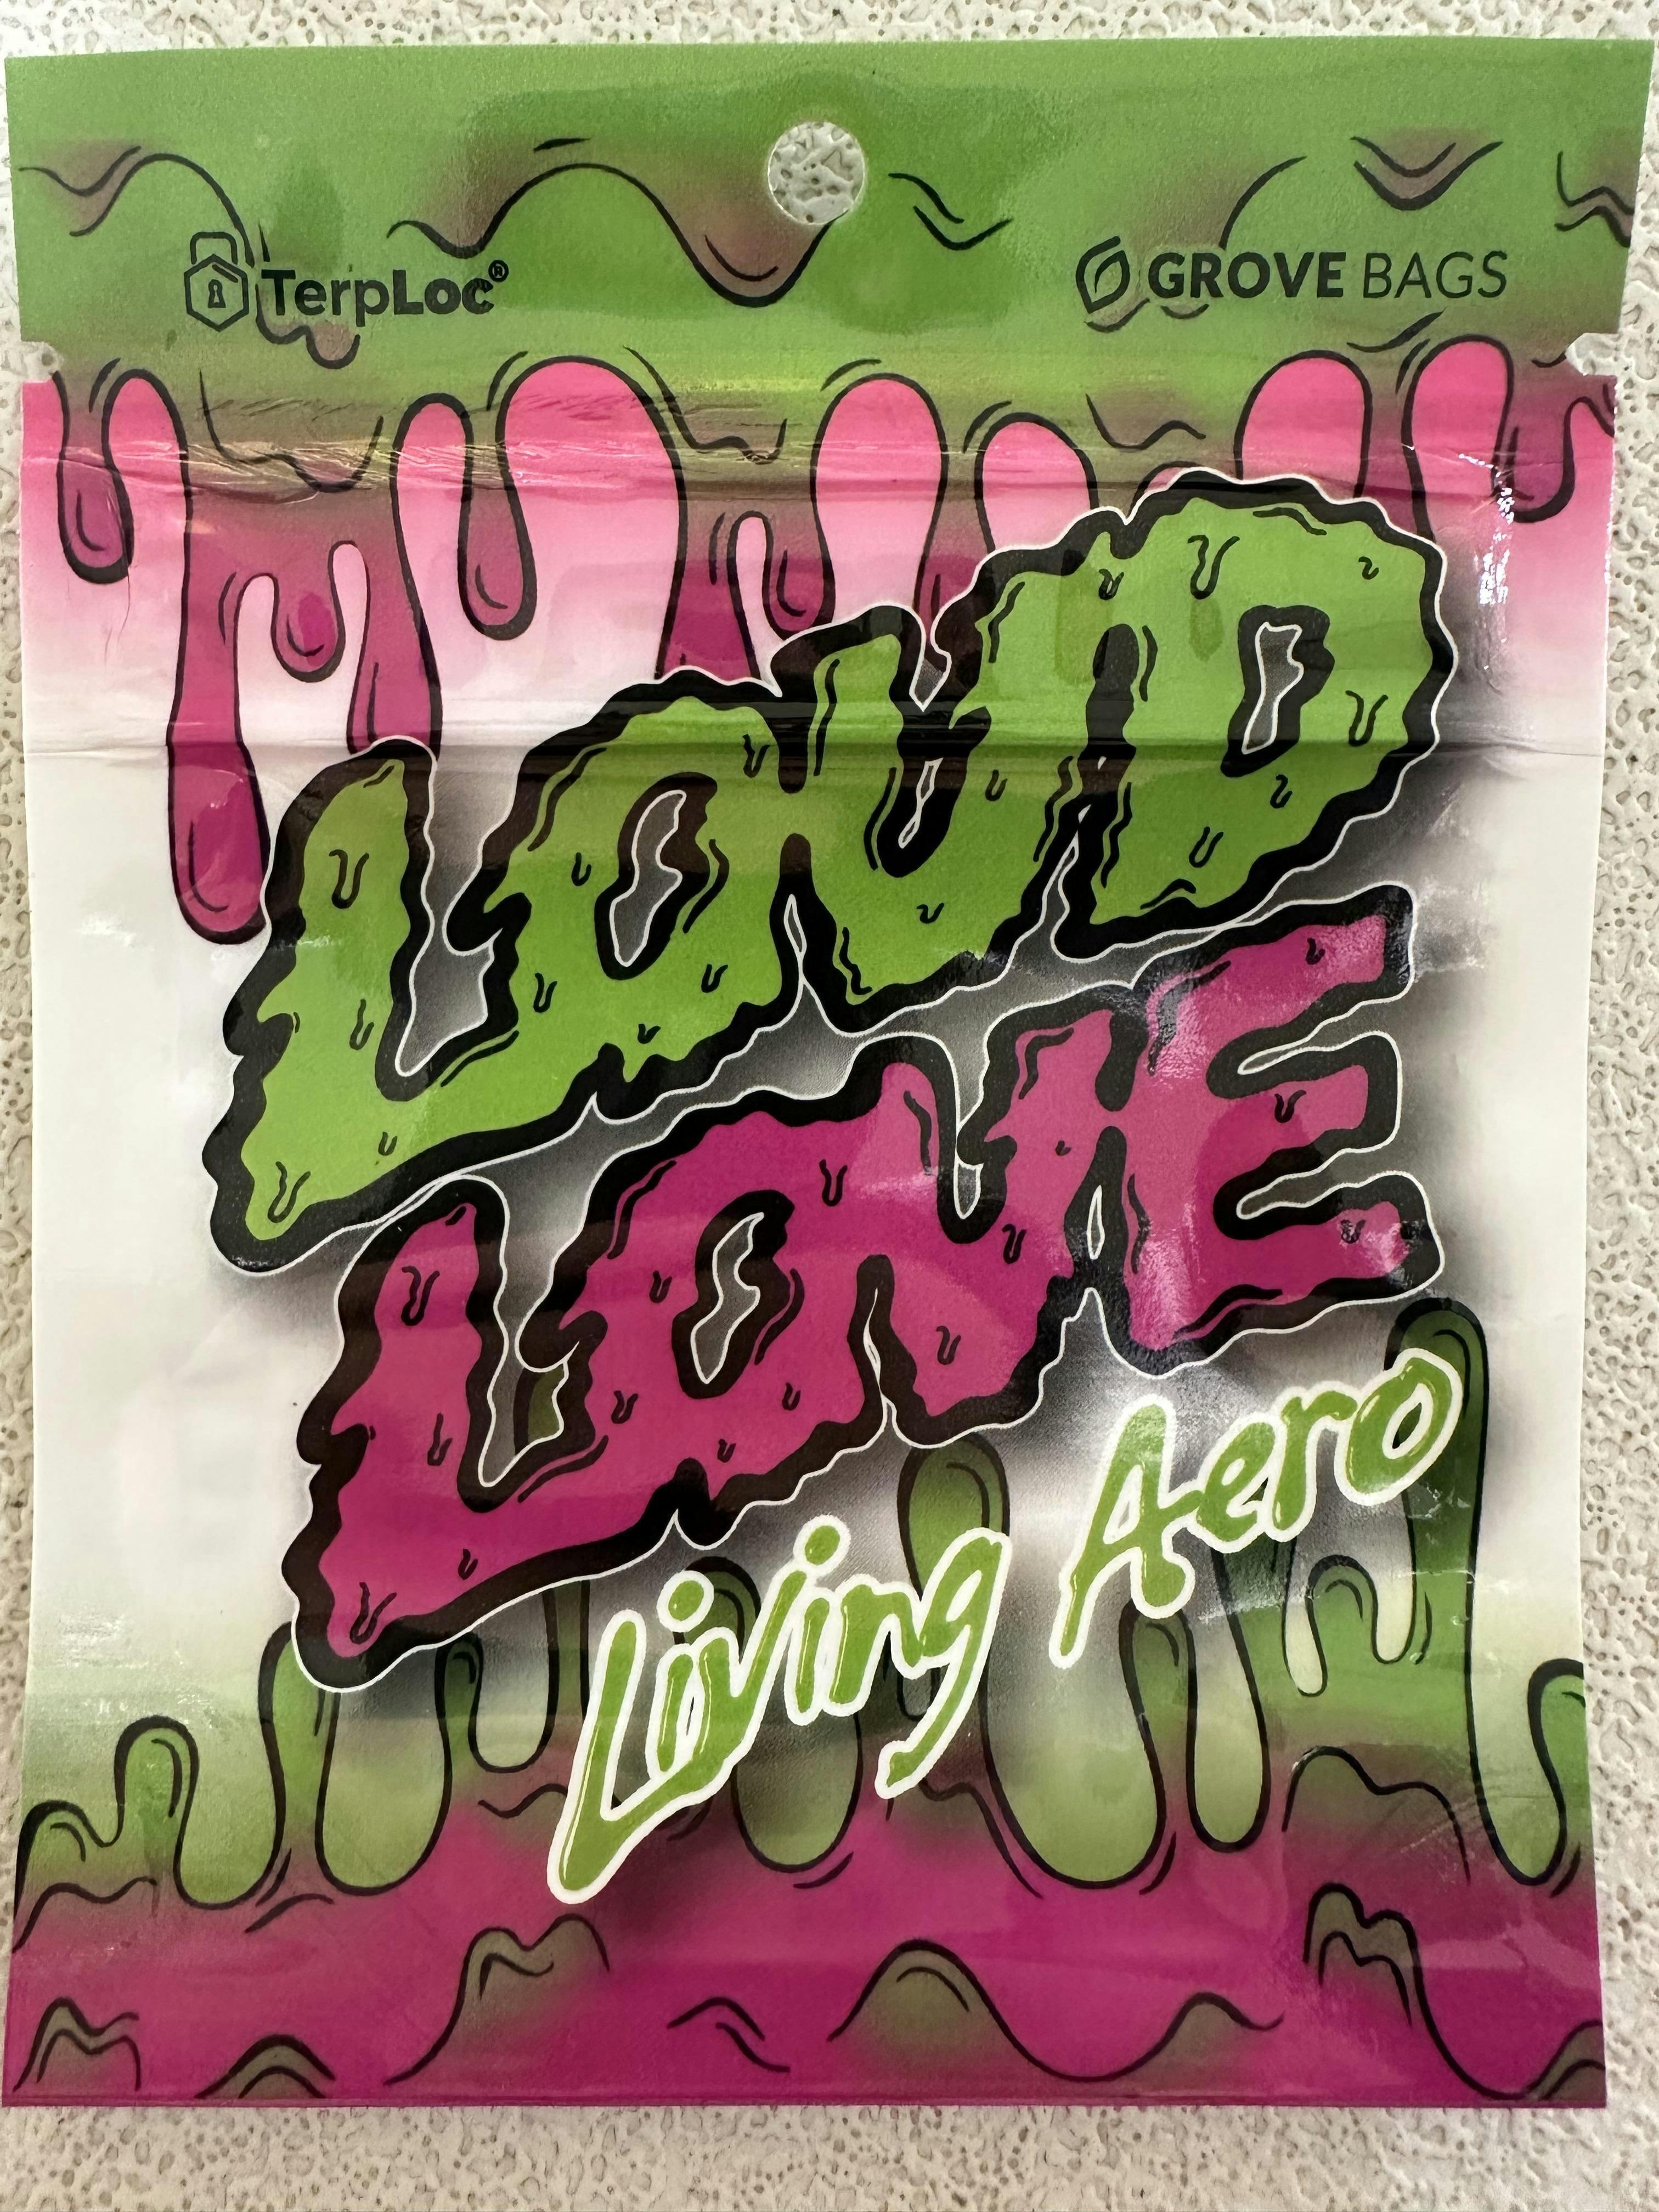 TerpLoc®
GROVE BAGS
LOUD
LOVE
Living Aero